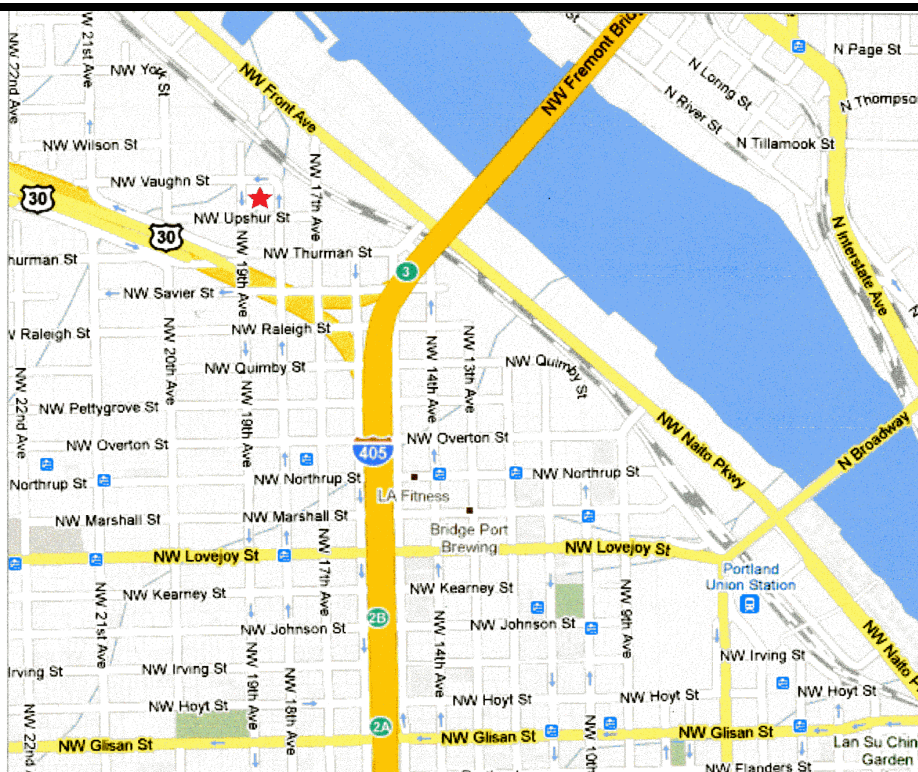 St
NW 21st Ave
NW 22nd Ave
NW York St
NW Fremont Bridge
N Page St
N Loring St
NW Front Ave
N River St
N Thompson
N Tillamook St
NW Wilson St
NW Vaughn St
NW 17th Ave
30
NW Upshur St
30
hurman St
NW Thurman St
N Interstate Ave
NW 19th Ave
3
NW Savier St
W Raleigh St
NW Raleigh St
NW 20th Ave
NW 14th Ave
NW 13th Ave
NW Quimby St
NW Quimby St
NW 22nd Ave
NW 19th Ave
NW Pettygrove St
NW Overton St
NW Overton St
405
NW Naito Pkwy
N Broadway
Northrup St
NW Northrup St
NW Northrup St
LA Fitness
NW Marshall St
NW Marshall St
Bridge Port
Brewing
NW Lovejoy St
NW Lovejoy St
NW 17th Ave
Portland
Union Station
NW Kearney St
NW Kearney St
NW 21st Ave
NW 9th Ave
2B
NW Johnson St
NW Johnson St
NW 14th Ave
NW Naito P
Irving St
NW Irving St
NW Irving St
NW 19th Ave
NW 18th Ave
NW Hoyt St
NW Hoyt St
NW Hoyt St
NW Hoyt St
NW 22nd
2A
NW 10th
NW Glisan St
NW Glisan St
NW Glisan St
Lan Su Chin
Garden
NW Flanders St